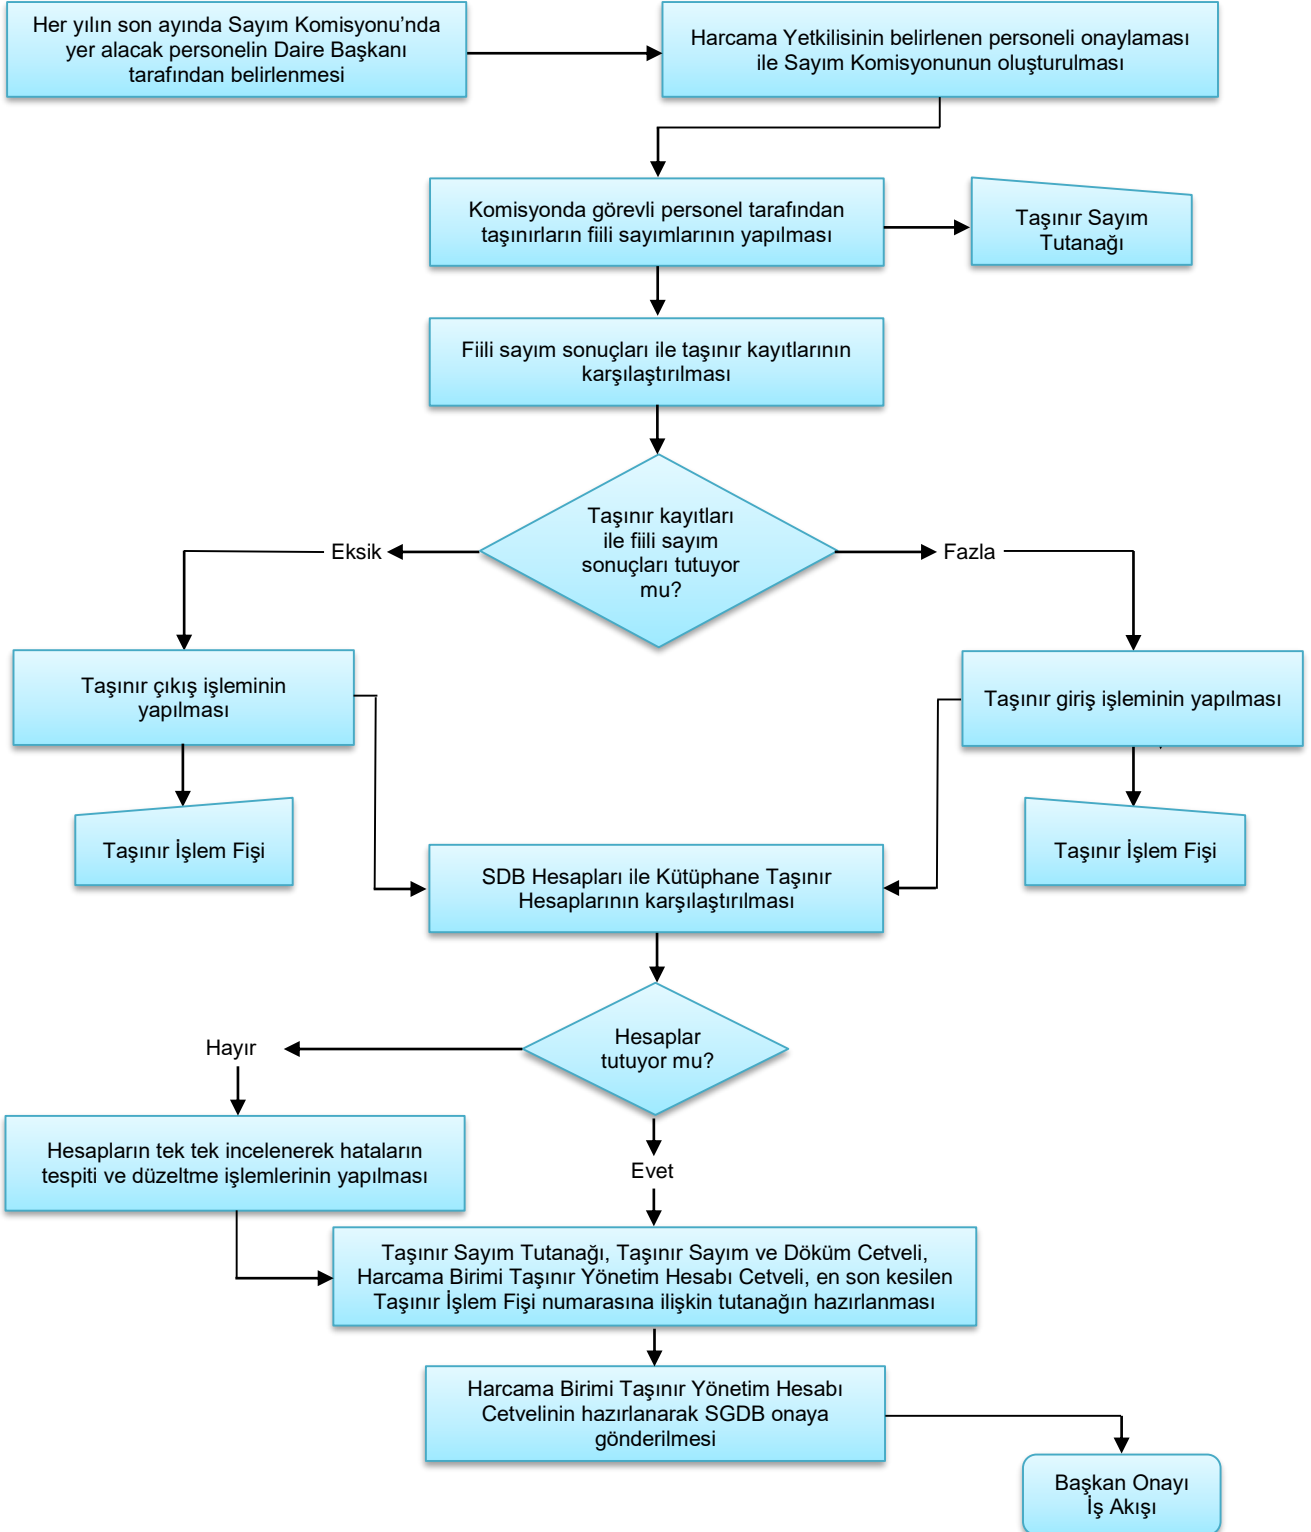 Her yılın son ayında Sayım Komisyonu’nda
yer alacak personelin Daire Başkanı
tarafından belirlenmesi
Harcama Yetkilisinin belirlenen personeli onaylaması
ile Sayım Komisyonunun oluşturulması
Komisyonda görevli personel tarafından
taşınırların fiili sayımlarının yapılması
Taşınır Sayım
Tutanağı
Fiili sayım sonuçları ile taşınır kayıtlarının
karşılaştırılması
Taşınır kayıtları
ile fiili sayım
sonuçları tutuyor
mu?
Eksik
Fazla
Taşınır çıkış işleminin
yapılması
Taşınır giriş işleminin yapılması
Taşınır İşlem Fişi
Taşınır İşlem Fişi
SDB Hesapları ile Kütüphane Taşınır
Hesaplarının karşılaştırılması
Hesaplar
tutuyor mu?
Hayır
Evet
Hesapların tek tek incelenerek hataların
tespiti ve düzeltme işlemlerinin yapılması
Taşınır Sayım Tutanağı, Taşınır Sayım ve Döküm Cetveli,
Harcama Birimi Taşınır Yönetim Hesabı Cetveli, en son kesilen
Taşınır İşlem Fişi numarasına ilişkin tutanağın hazırlanması
Harcama Birimi Taşınır Yönetim Hesabı
Cetvelinin hazırlanarak SGDB onaya
gönderilmesi
Başkan Onayı
İş Akışı